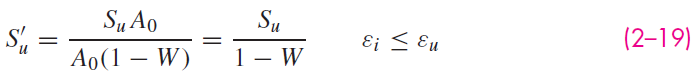 S′ᵤ = SᵤA₀ / A₀(1 − W) = Sᵤ / 1 − W    εᵢ ≤ εᵤ    (2–19)